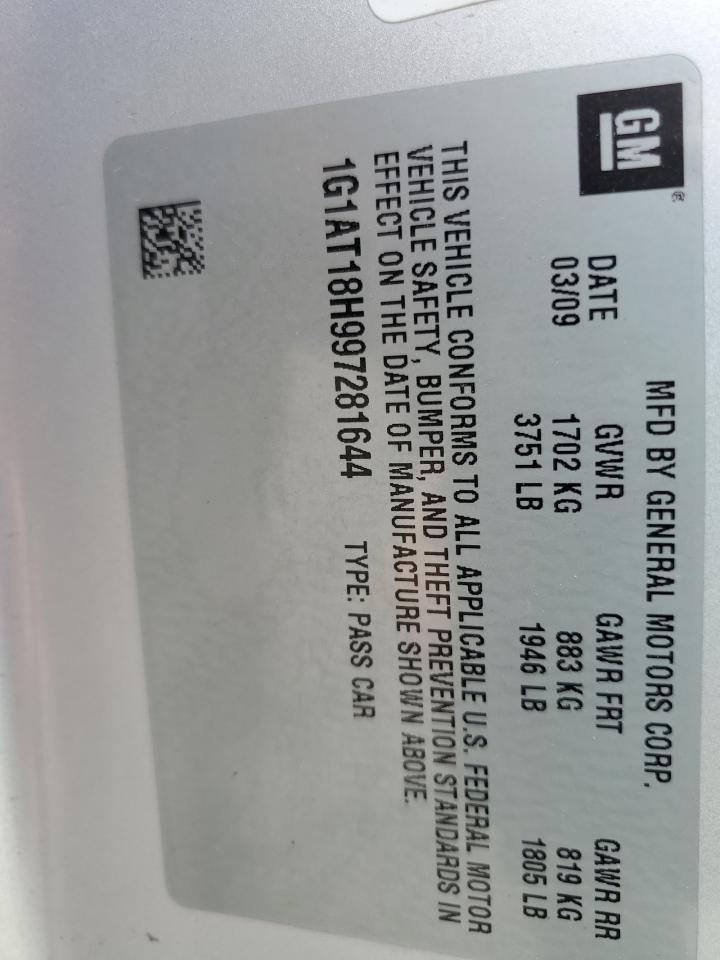 GM®
MFD BY GENERAL MOTORS CORP.
DATE GVWR GAWR FRT GAWR RR
03/09 1702 KG 883 KG 819 KG
3751 LB 1946 LB 1805 LB
THIS VEHICLE CONFORMS TO ALL APPLICABLE U.S. FEDERAL MOTOR
VEHICLE SAFETY, BUMPER, AND THEFT PREVENTION STANDARDS IN
EFFECT ON THE DATE OF MANUFACTURE SHOWN ABOVE.
1G1AT18H997281644 TYPE: PASS CAR